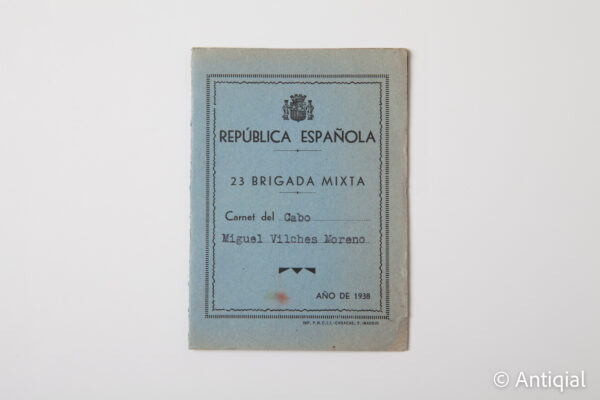 REPÚBLICA ESPAÑOLA
23 BRIGADA MIXTA
Carnet del Cabo
Miguel Vilches Moreno.
AÑO DE 1938
© Antiqial